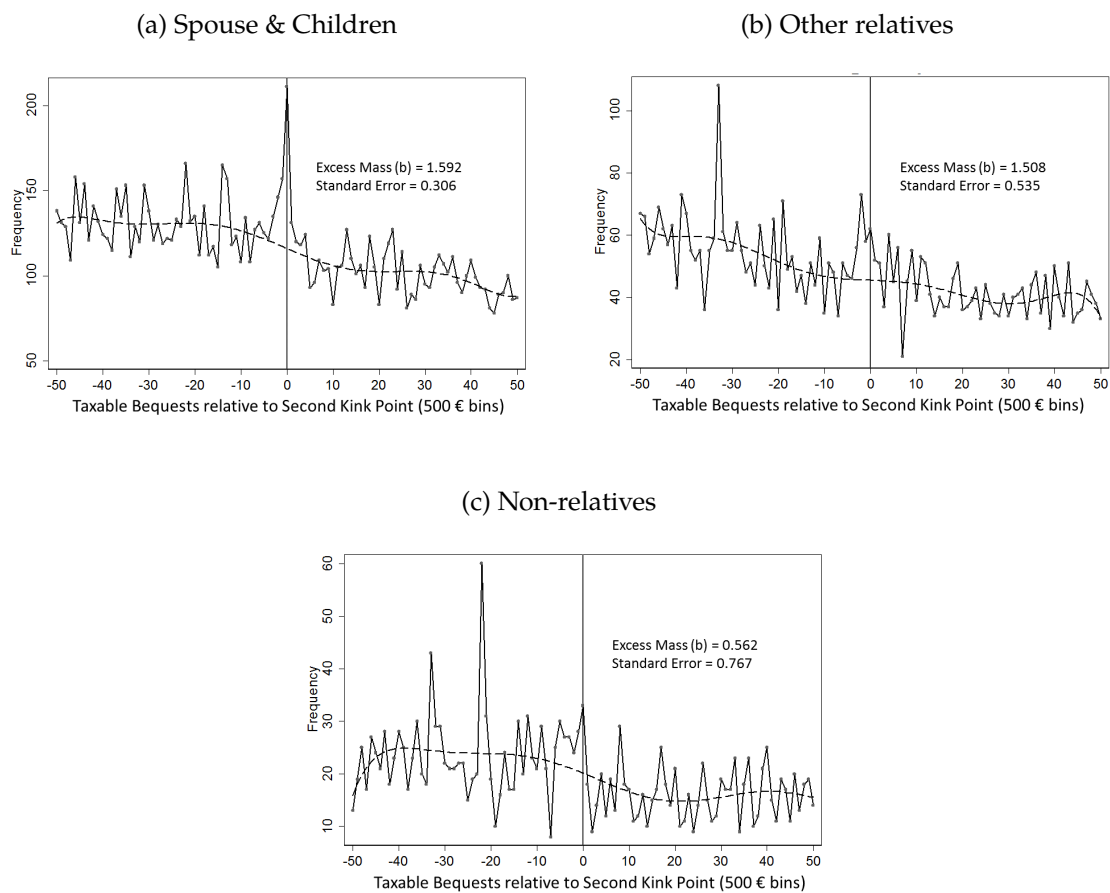 (a) Spouse & Children
(b) Other relatives
Frequency
200
150
100
50
Excess Mass (b) = 1.592
Standard Error = 0.306
-50 -40 -30 -20 -10 0 10 20 30 40 50
Taxable Bequests relative to Second Kink Point (500 € bins)
Frequency
100
80
60
40
20
Excess Mass (b) = 1.508
Standard Error = 0.535
-50 -40 -30 -20 -10 0 10 20 30 40 50
Taxable Bequests relative to Second Kink Point (500 € bins)
(c) Non-relatives
Frequency
60
50
40
30
20
10
Excess Mass (b) = 0.562
Standard Error = 0.767
-50 -40 -30 -20 -10 0 10 20 30 40 50
Taxable Bequests relative to Second Kink Point (500 € bins)